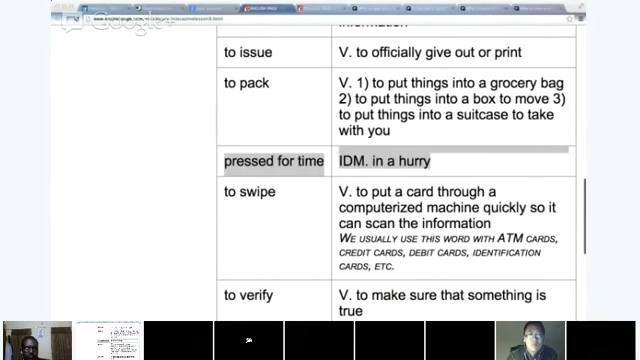 Google+
to issue
V. to officially give out or print
to pack
V. 1) to put things into a grocery bag
2) to put things into a box to move 3)
to put things into a suitcase to take
with you
pressed for time
IDM. in a hurry
to swipe
V. to put a card through a
computerized machine quickly so it
can scan the information
WE USUALLY USE THIS WORD WITH ATM CARDS,
CREDIT CARDS, DEBIT CARDS, IDENTIFICATION
CARDS, ETC.
to verify
V. to make sure that something is
true